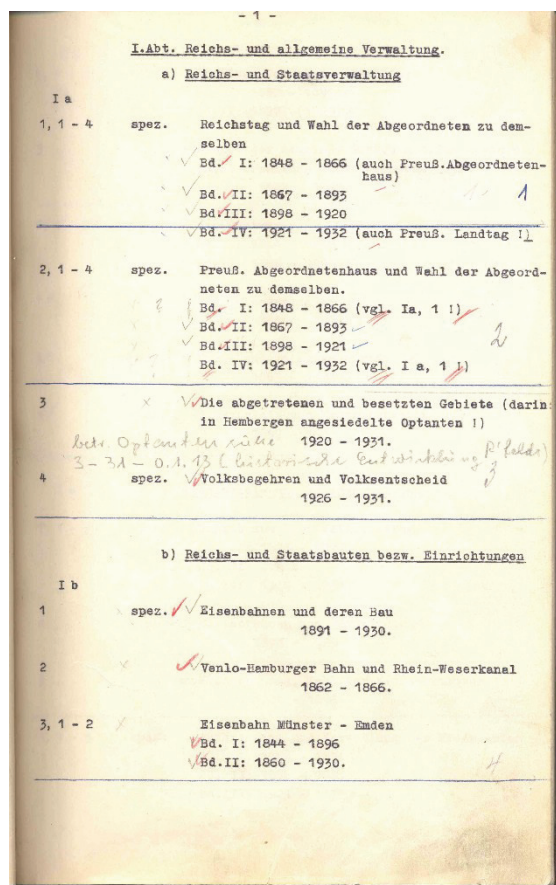 - 1 -
I.Abt. Reichs- und allgemeine Verwaltung.
a) Reichs- und Staatsverwaltung
I a
1, 1 - 4 spez. Reichstag und Wahl der Abgeordneten zu dem-
selben
Bd. I: 1848 - 1866 (auch Preuß.Abgeordneten-
haus)
Bd. II: 1867 - 1893 1
Bd.III: 1898 - 1920
Bd. IV: 1921 - 1932 (auch Preuß. Landtag !)
2, 1 - 4 spez. Preuß. Abgeordnetenhaus und Wahl der Abgeord-
neten zu demselben.
? Bd. I: 1848 - 1866 (vgl. Ia, 1 !)
Bd. II: 1867 - 1893 2
Bd.III: 1898 - 1921
Bd. IV: 1921 - 1932 (vgl. I a, 1 !)
3 Die abgetretenen und besetzten Gebiete (darin:
in Hembergen angesiedelte Optanten !)
betr. Optanten siehe 1920 - 1931.
3-31-0.1.13 (historische Entwicklung R'felds)
3
4 spez. Volksbegehren und Volksentscheid
1926 - 1931.
b) Reichs- und Staatsbauten bezw. Einrichtungen
I b
1 spez. Eisenbahnen und deren Bau
1891 - 1930.
2 Venlo-Hamburger Bahn und Rhein-Weserkanal
1862 - 1866.
3, 1 - 2 Eisenbahn Münster - Emden
Bd. I: 1844 - 1896
Bd.II: 1860 - 1930.
4